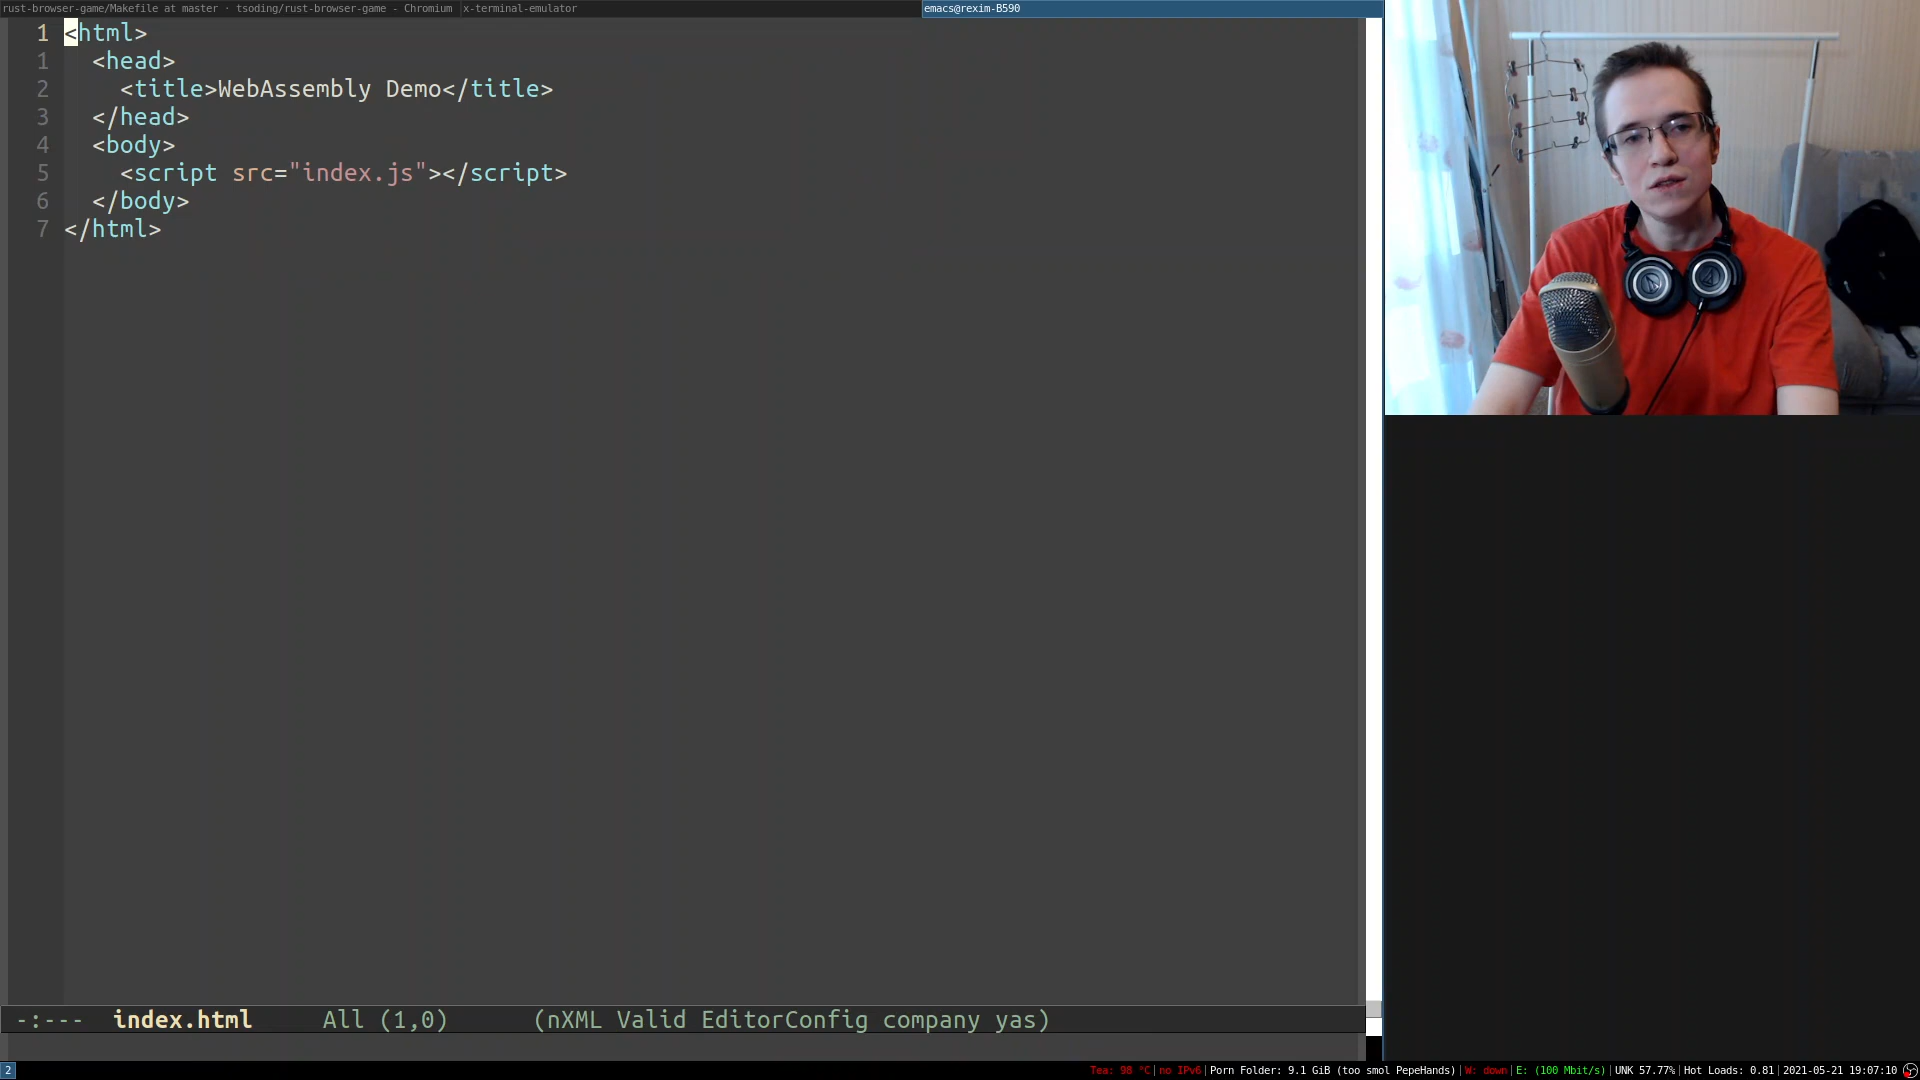 rust-browser-game/Makefile at master · tsoding/rust-browser-game - Chromium
x-terminal-emulator
emacs@rexim-B590
1 <html>
1 <head>
2 <title>WebAssembly Demo</title>
3 </head>
4 <body>
5 <script src="index.js"></script>
6 </body>
7 </html>
-:--- index.html All (1,0) (nXML Valid EditorConfig company yas)
2
Tea: 98 °C|no IPv6|Porn Folder: 9.1 GiB (too smol PepeHands)|W: down|E: (100 Mbit/s)|UNK 57.77%|Hot Loads: 0.81|2021-05-21 19:07:10